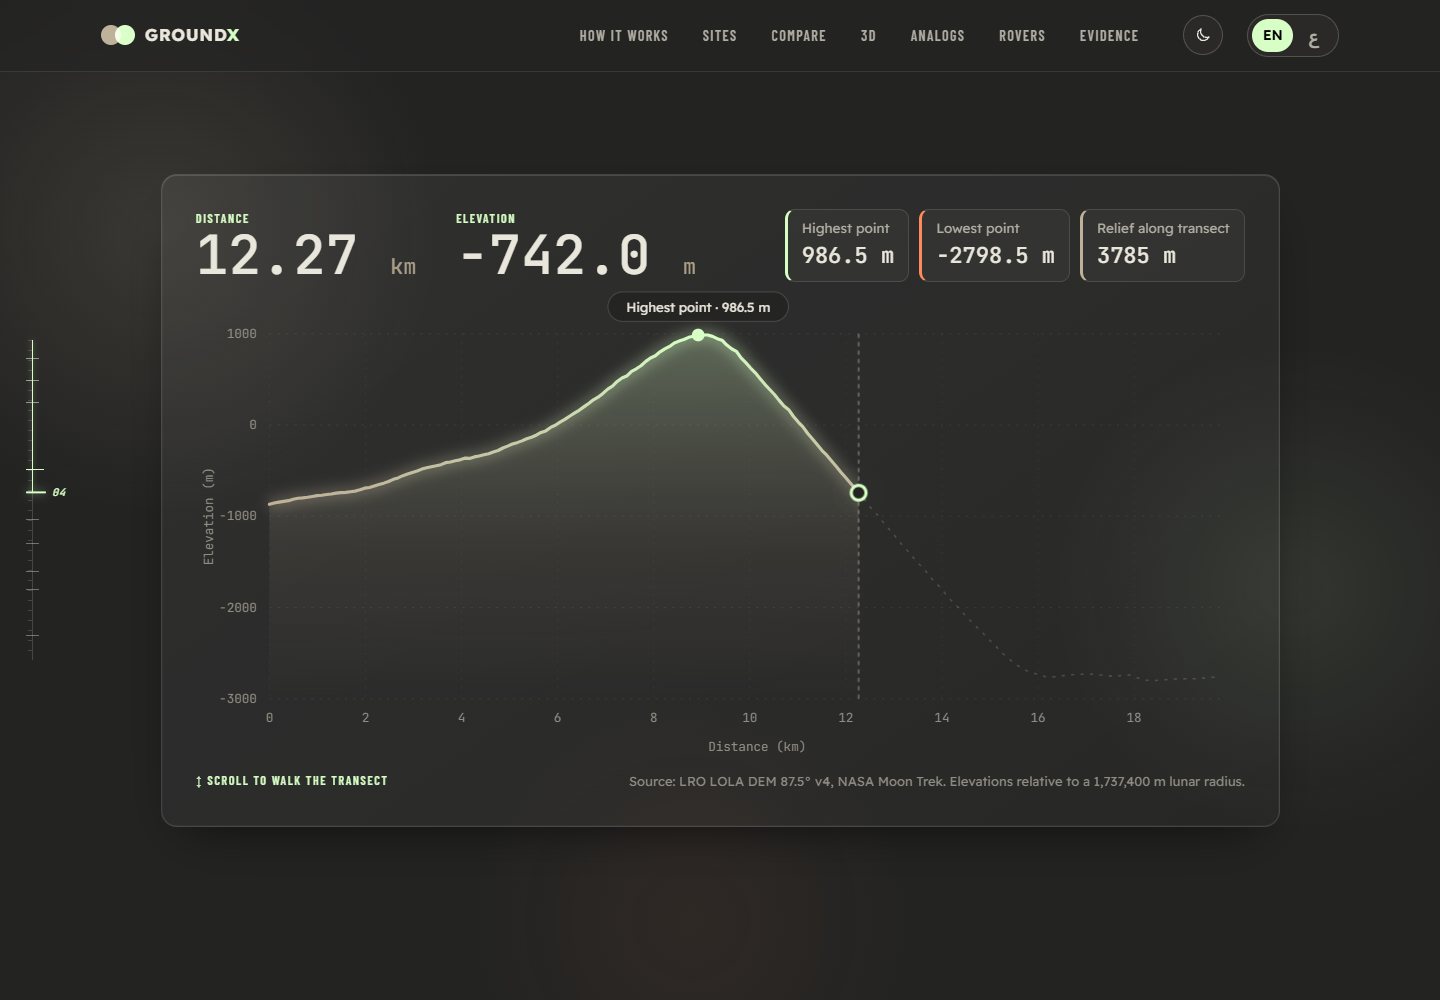 GROUNDX
HOW IT WORKS SITES COMPARE 3D ANALOGS ROVERS EVIDENCE
EN ع
DISTANCE
12.27 km
ELEVATION
-742.0 m
Highest point
986.5 m
Lowest point
-2798.5 m
Relief along transect
3785 m
Highest point · 986.5 m
1000
0
-1000
-2000
-3000
Elevation (m)
04
0 2 4 6 8 10 12 14 16 18
Distance (km)
↕ SCROLL TO WALK THE TRANSECT
Source: LRO LOLA DEM 87.5° v4, NASA Moon Trek. Elevations relative to a 1,737,400 m lunar radius.